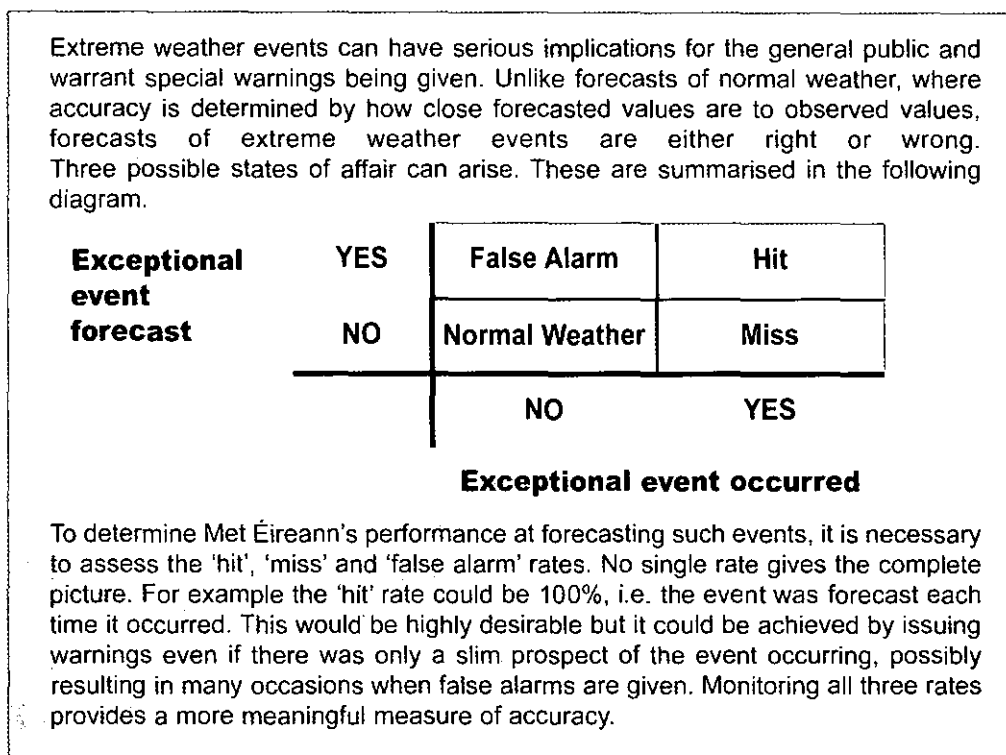 Extreme weather events can have serious implications for the general public and
warrant special warnings being given. Unlike forecasts of normal weather, where
accuracy is determined by how close forecasted values are to observed values,
forecasts of extreme weather events are either right or wrong.
Three possible states of affair can arise. These are summarised in the following
diagram.
Exceptional event forecast
YES False Alarm Hit
NO Normal Weather Miss
NO YES
Exceptional event occurred
To determine Met Éireann's performance at forecasting such events, it is necessary
to assess the 'hit', 'miss' and 'false alarm' rates. No single rate gives the complete
picture. For example the 'hit' rate could be 100%, i.e. the event was forecast each
time it occurred. This would be highly desirable but it could be achieved by issuing
warnings even if there was only a slim prospect of the event occurring, possibly
resulting in many occasions when false alarms are given. Monitoring all three rates
provides a more meaningful measure of accuracy.